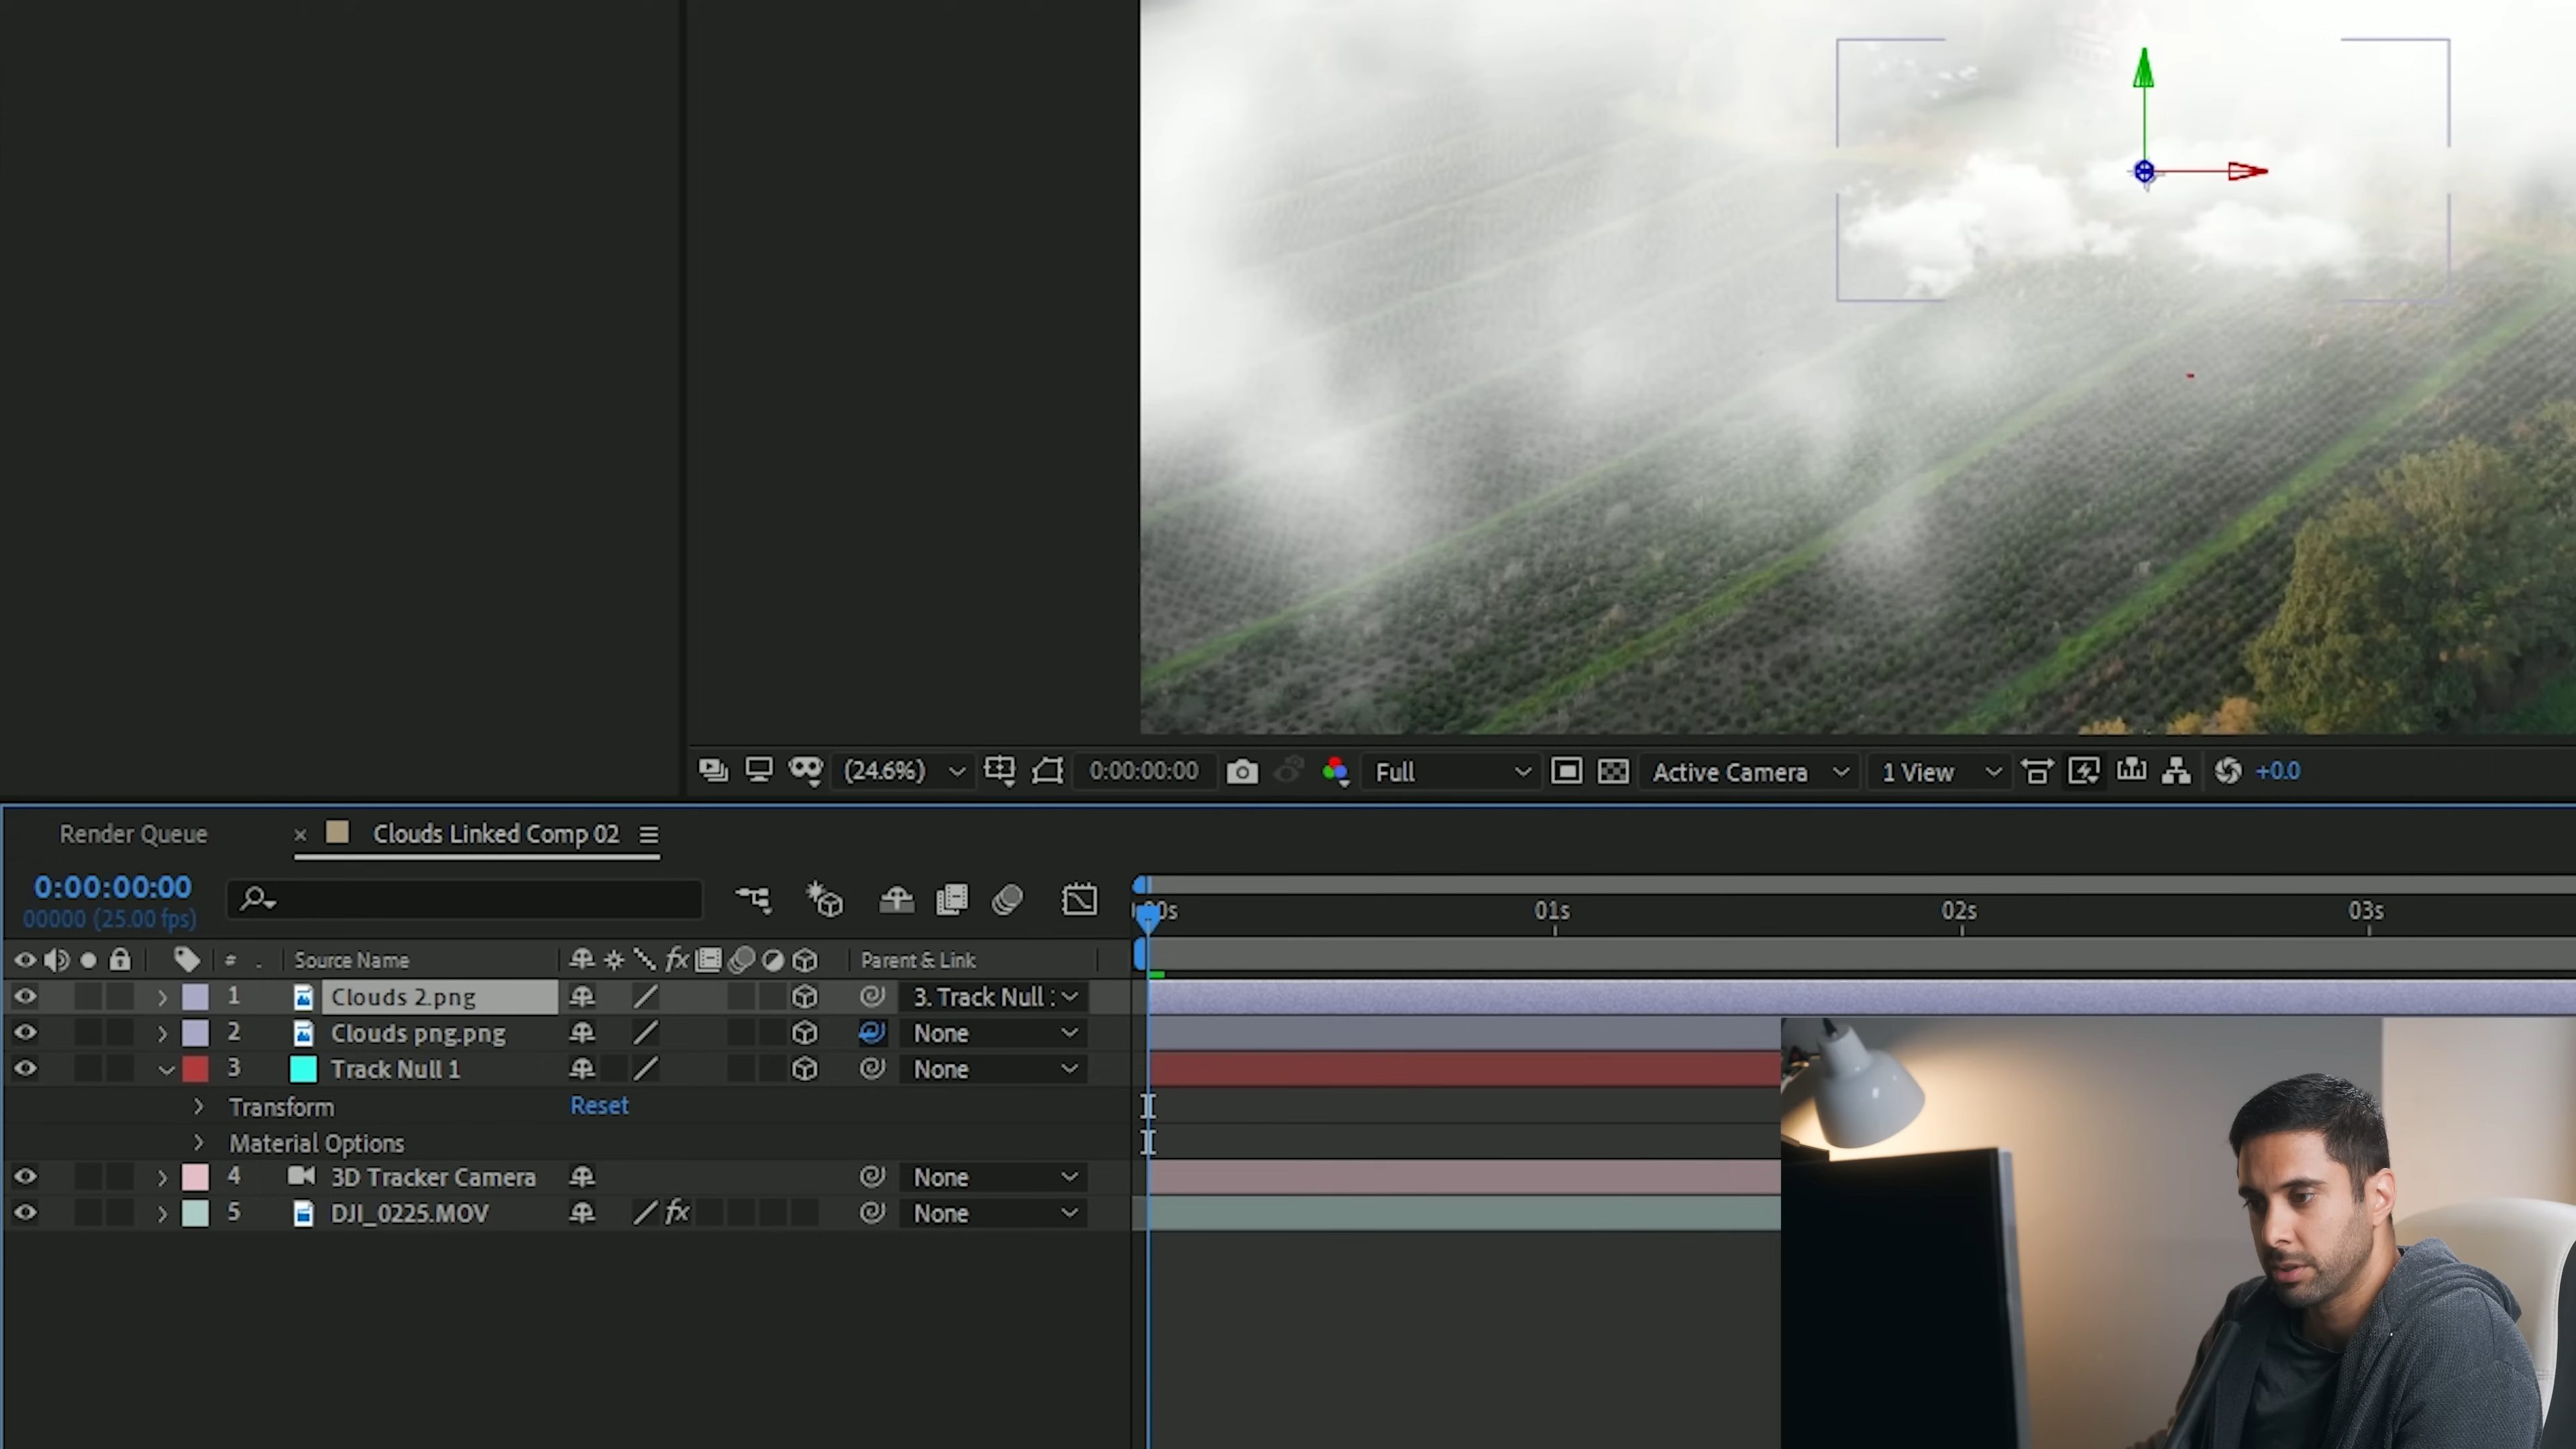 (24.6%) 0:00:00:00 Full Active Camera 1 View +0.0
Render Queue × Clouds Linked Comp 02
0:00:00:00
00000 (25.00 fps)
00s 01s 02s 03s
# . Source Name fx Parent & Link
1 Clouds 2.png 3. Track Null :
2 Clouds png.png None
3 Track Null 1 None
Transform Reset
Material Options
4 3D Tracker Camera None
5 DJI_0225.MOV fx None